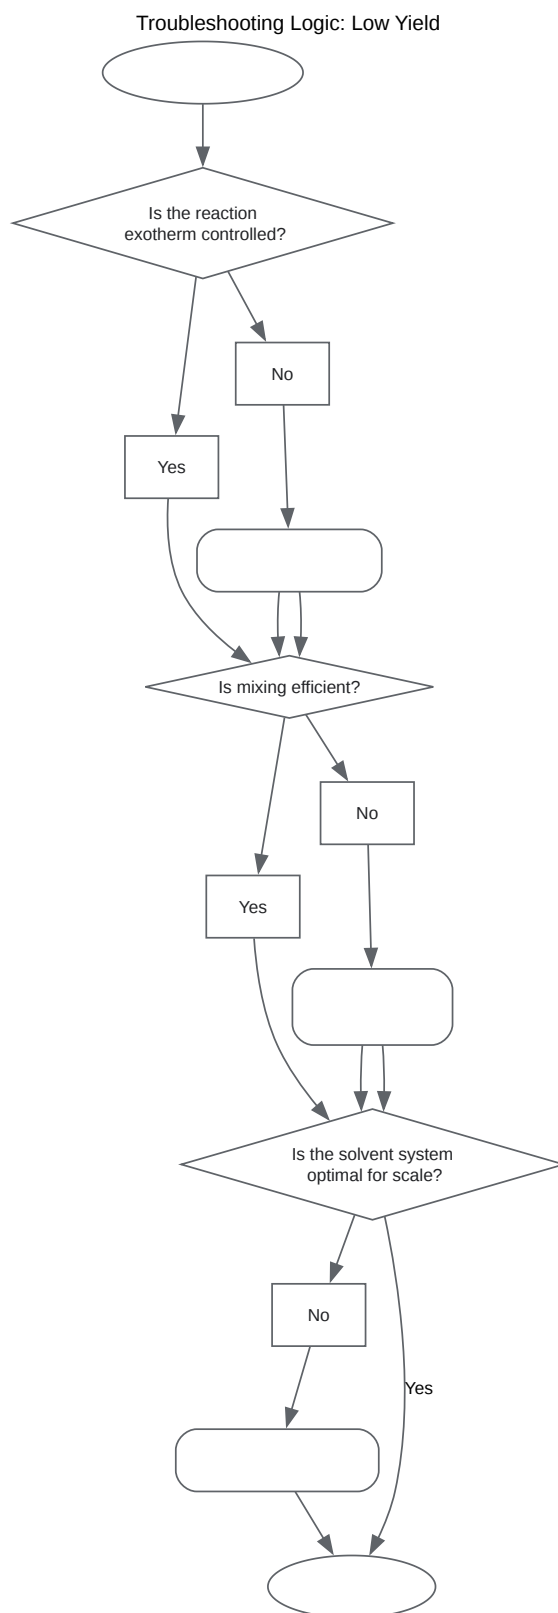 Troubleshooting Logic: Low Yield
Is the reaction
exotherm controlled?
No
Yes
Is mixing efficient?
No
Yes
Is the solvent system
optimal for scale?
No
Yes